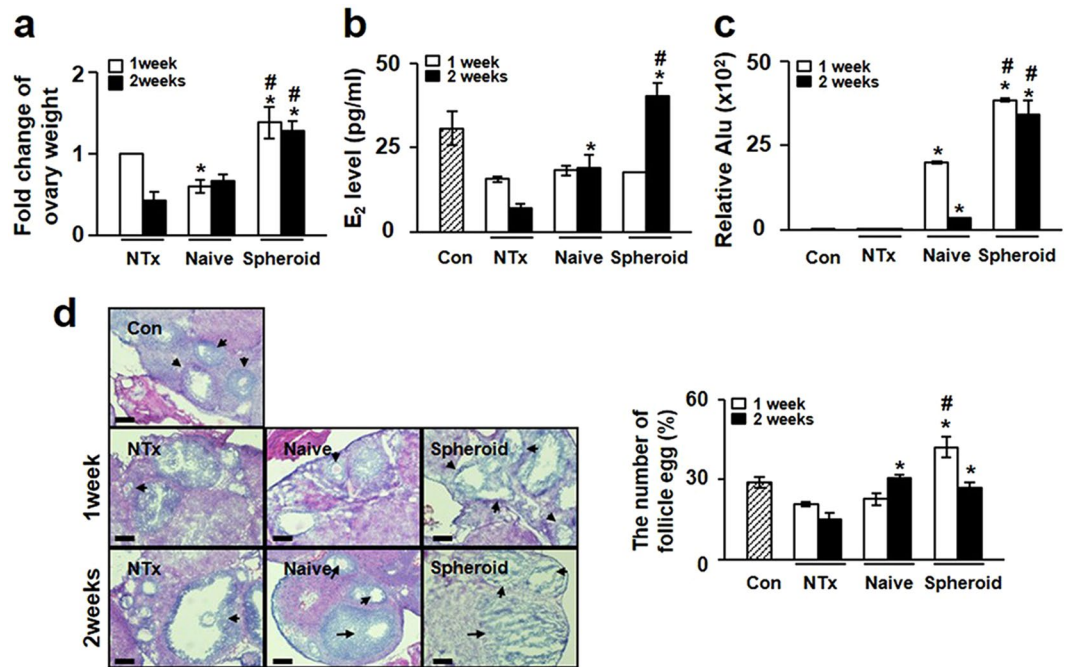 a
Fold change of
ovary weight
2
1
0
1week
2weeks
*
#
*
#
*
NTx Naive Spheroid
b
E₂ level (pg/ml)
50
25
0
1 week
2 weeks
*
#
*
Con NTx Naive Spheroid
c
Relative Alu (x10²)
50
25
0
1 week
2 weeks
*
*
#
*
#
*
Con NTx Naive Spheroid
d
Con
1week
NTx Naive Spheroid
2weeks
NTx Naive Spheroid
The number of
follicle egg (%)
60
30
0
1 week
2 weeks
*
#
*
*
Con NTx Naive Spheroid